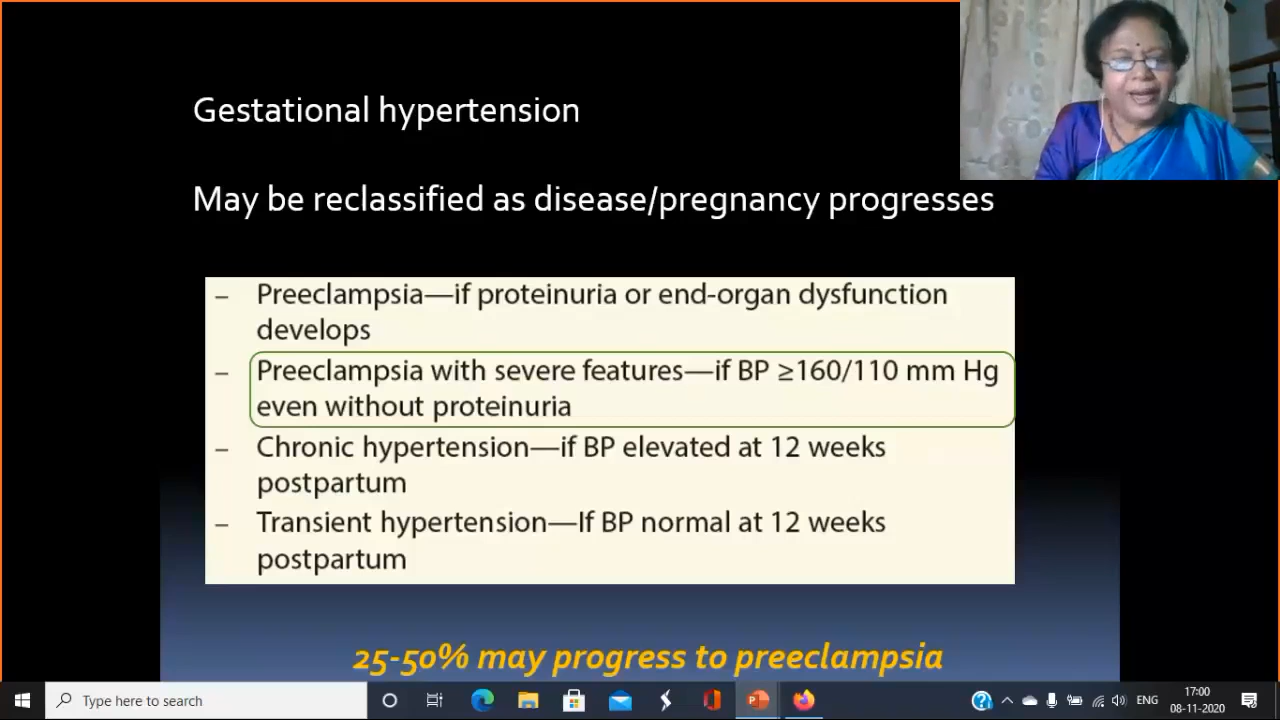 Gestational hypertension
May be reclassified as disease/pregnancy progresses
– Preeclampsia—if proteinuria or end-organ dysfunction
develops
– Preeclampsia with severe features—if BP ≥160/110 mm Hg
even without proteinuria
– Chronic hypertension—if BP elevated at 12 weeks
postpartum
– Transient hypertension—If BP normal at 12 weeks
postpartum
25-50% may progress to preeclampsia
Type here to search
ENG
17:00
08-11-2020